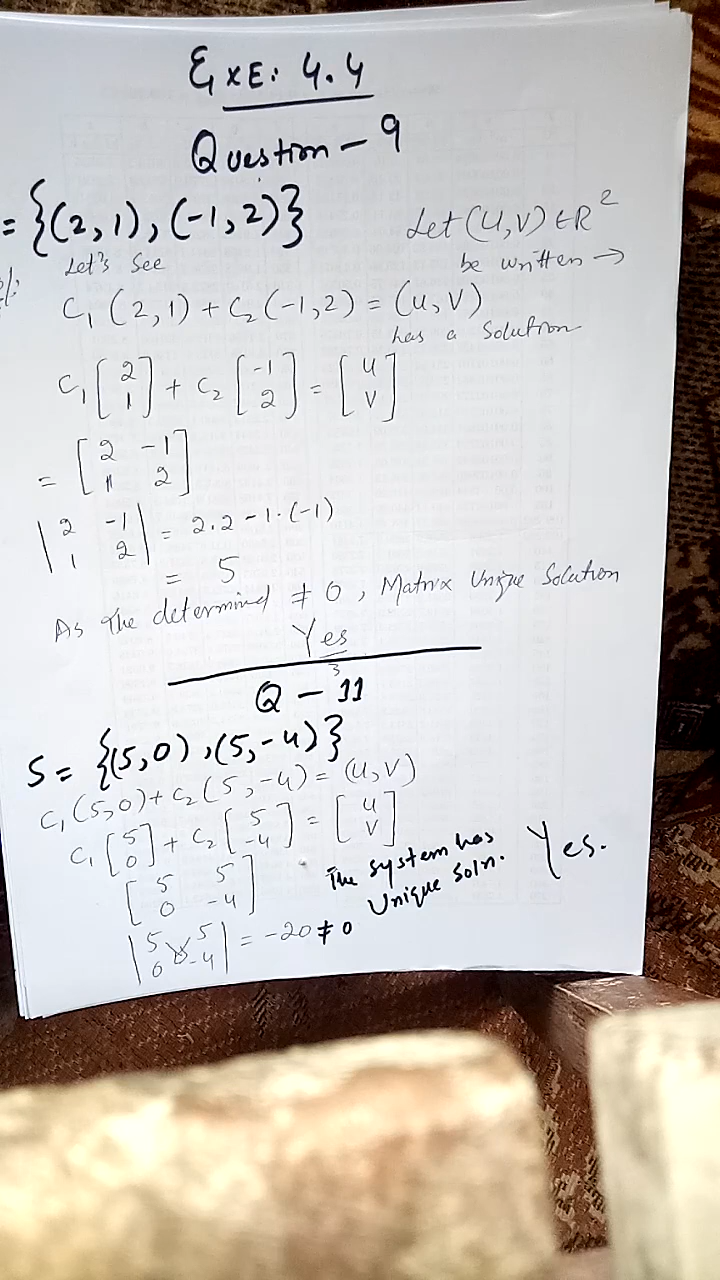 Exe: 4.4
Question - 9
= {(2,1), (-1,2)} Let (u,v) ∈ R²
Let's See be written →
C₁ (2,1) + C₂ (-1,2) = (u,v)
has a Solution
C₁ [2 1] + C₂ [-1 2] = [u v]
= [2 -1
1 2]
|2 -1
1 2| = 2.2 - 1.(-1)
= 5
As the determined ≠ 0, Matrix Unique Solution
Yes
Q - 11
S = {(5,0), (5,-4)}
C₁ (5,0) + C₂ (5,-4) = (u,v)
C₁ [5 0] + C₂ [5 -4] = [u v]
[5 5
0 -4]
The system has
Unique Soln. Yes.
|5 5
0 -4| = -20 ≠ 0